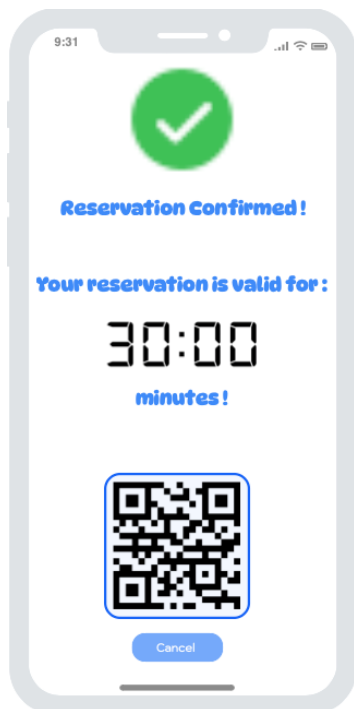 9:31
Reservation Confirmed!
Your reservation is valid for:
30:00
minutes!
Cancel